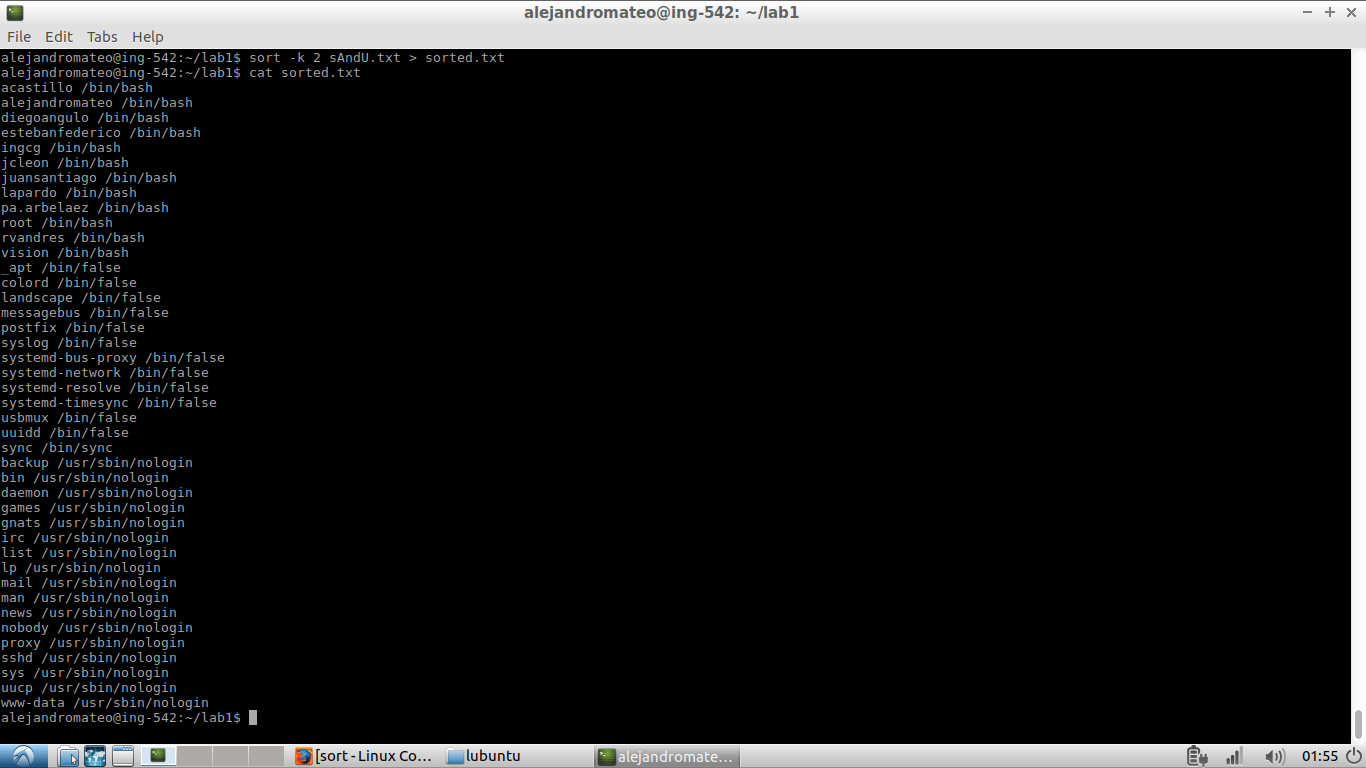 alejandromateo@ing-542: ~/lab1
File Edit Tabs Help
alejandromateo@ing-542:~/lab1$ sort -k 2 sAndU.txt > sorted.txt
alejandromateo@ing-542:~/lab1$ cat sorted.txt
acastillo /bin/bash
alejandromateo /bin/bash
diegoangulo /bin/bash
estebanfederico /bin/bash
ingcg /bin/bash
jcleon /bin/bash
juansantiago /bin/bash
lapardo /bin/bash
pa.arbelaez /bin/bash
root /bin/bash
rvandres /bin/bash
vision /bin/bash
_apt /bin/false
colord /bin/false
landscape /bin/false
messagebus /bin/false
postfix /bin/false
syslog /bin/false
systemd-bus-proxy /bin/false
systemd-network /bin/false
systemd-resolve /bin/false
systemd-timesync /bin/false
usbmux /bin/false
uuidd /bin/false
sync /bin/sync
backup /usr/sbin/nologin
bin /usr/sbin/nologin
daemon /usr/sbin/nologin
games /usr/sbin/nologin
gnats /usr/sbin/nologin
irc /usr/sbin/nologin
list /usr/sbin/nologin
lp /usr/sbin/nologin
mail /usr/sbin/nologin
man /usr/sbin/nologin
news /usr/sbin/nologin
nobody /usr/sbin/nologin
proxy /usr/sbin/nologin
sshd /usr/sbin/nologin
sys /usr/sbin/nologin
uucp /usr/sbin/nologin
www-data /usr/sbin/nologin
alejandromateo@ing-542:~/lab1$
[sort - Linux Co... lubuntu alejandromate... 01:55